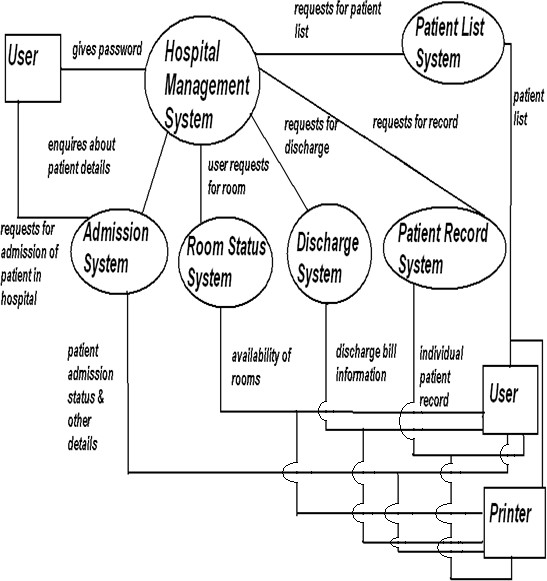 requests for patient
list
Patient List
System
User
gives password
Hospital
Management
System
patient
list
requests for
discharge
requests for record
enquires about
patient details
user requests
for room
requests for
admission of
patient in
hospital
Admission
System
Room Status
System
Discharge
System
Patient Record
System
patient
admission
status &
other
details
availability of
rooms
discharge bill
information
individual
patient
record
User
Printer